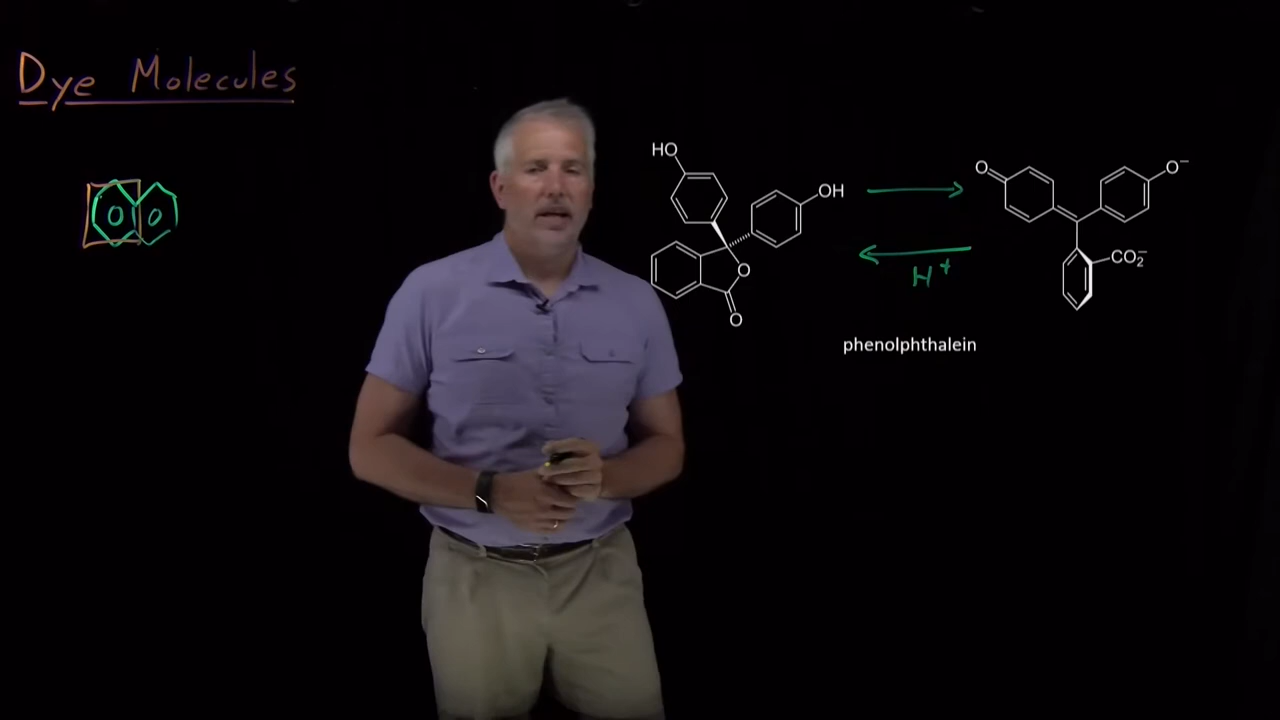 Dye Molecules
HO
OH
O
O
H⁺
O
O⁻
CO₂⁻
phenolphthalein